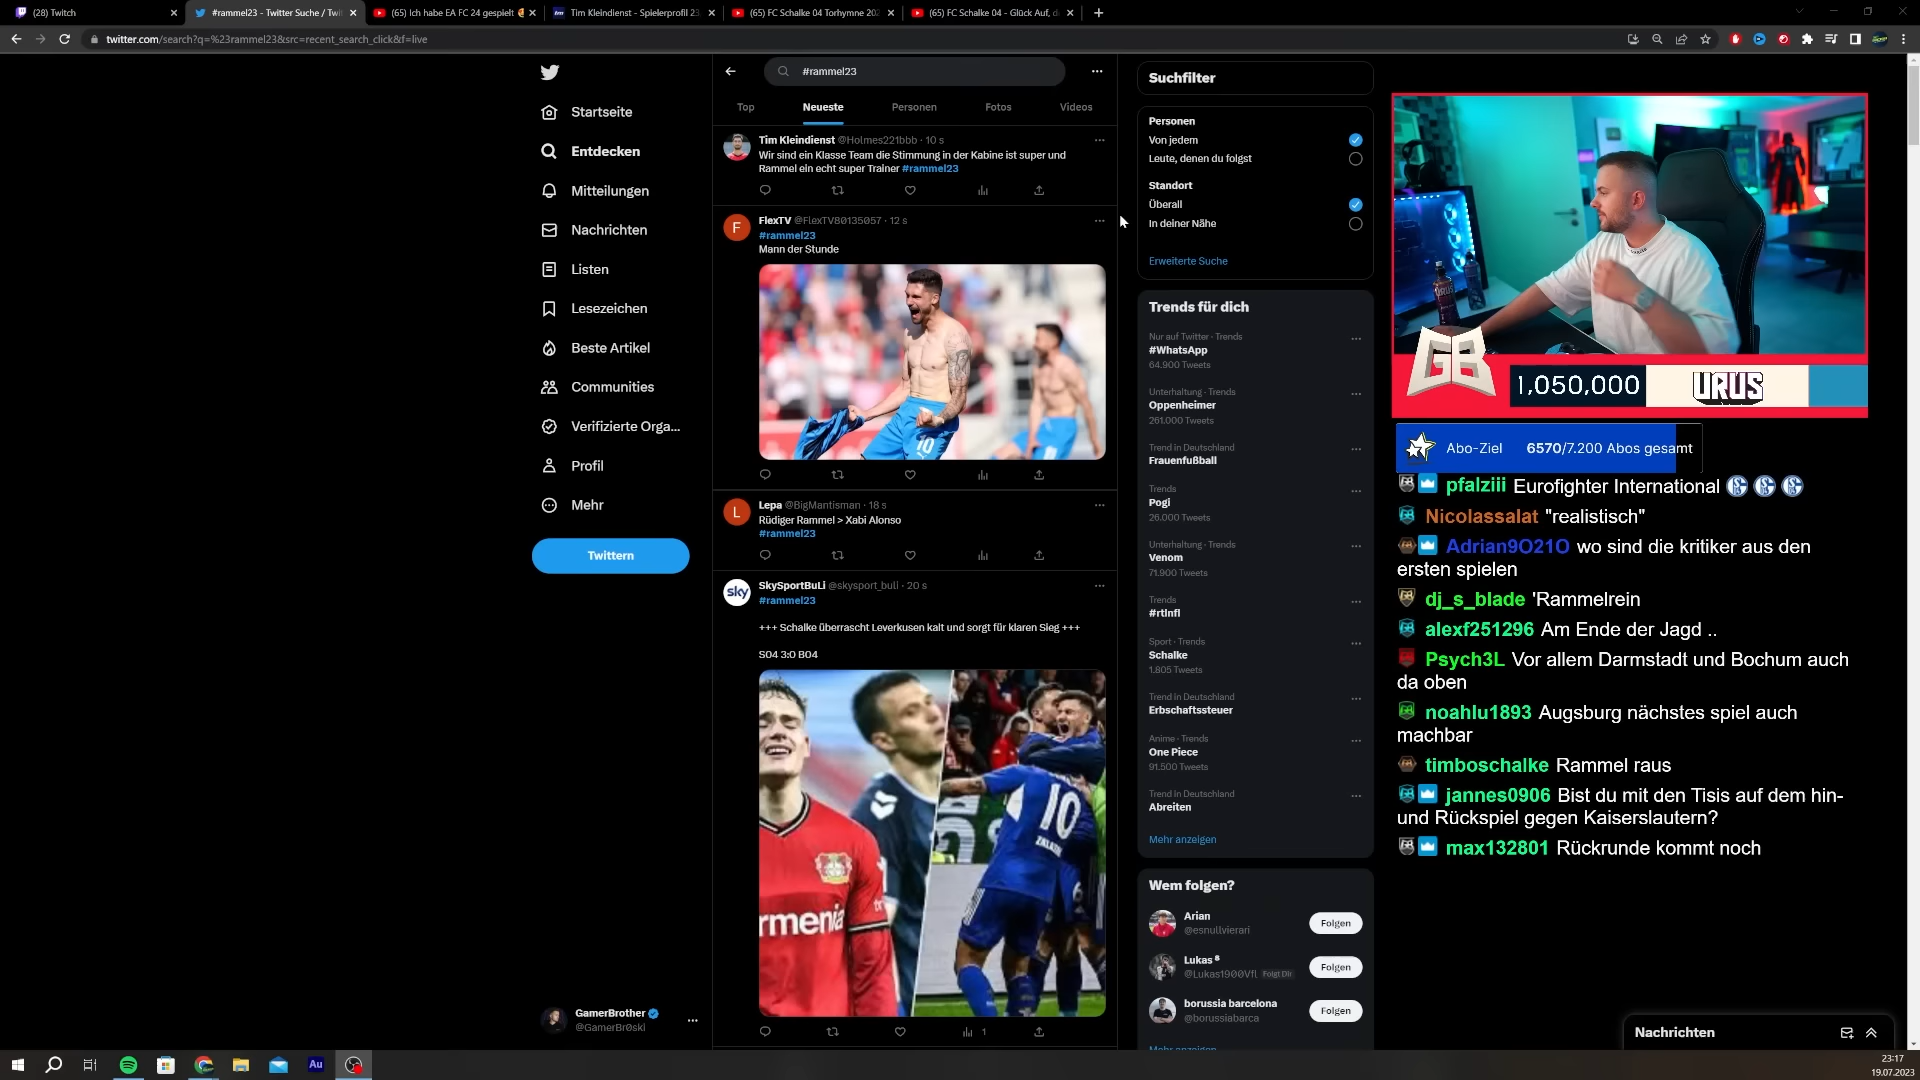 (28) Twitch
#rammel23 - Twitter Suche / Twi
(65) Ich habe EA FC 24 gespielt
Tim Kleindienst - Spielerprofil 23
(65) FC Schalke 04 Torhymne 202
(65) FC Schalke 04 - Glück Auf, d
twitter.com/search?q=%23rammel23&src=recent_search_click&f=live
Startseite
Entdecken
Mitteilungen
Nachrichten
Listen
Lesezeichen
Beste Artikel
Communities
Verifizierte Orga...
Profil
Mehr
Twittern
GamerBrother
@GamerBr0ski
#rammel23
Top
Neueste
Personen
Fotos
Videos
Tim Kleindienst @Holmes221bbb · 10 s
Wir sind ein Klasse Team die Stimmung in der Kabine ist super und
Rammel ein echt super Trainer #rammel23
FlexTV @FlexTV80135057 · 12 s
#rammel23
Mann der Stunde
10
Lepa @BigMantisman · 18 s
Rüdiger Rammel > Xabi Alonso
#rammel23
sky
SkySportBuLi @skysport_buli · 20 s
#rammel23
+++ Schalke überrascht Leverkusen kalt und sorgt für klaren Sieg +++
S04 3:0 B04
10
1
Suchfilter
Personen
Von jedem
Leute, denen du folgst
Standort
Überall
In deiner Nähe
Erweiterte Suche
Trends für dich
Nur auf Twitter · Trends
#WhatsApp
64.900 Tweets
Unterhaltung · Trends
Oppenheimer
261.000 Tweets
Trend in Deutschland
Frauenfußball
Trends
Pogi
26.000 Tweets
Unterhaltung · Trends
Venom
71.900 Tweets
Trends
#rtlnfl
Sport · Trends
Schalke
1.805 Tweets
Trend in Deutschland
Erbschaftssteuer
Anime · Trends
One Piece
91.500 Tweets
Trend in Deutschland
Abreiten
Mehr anzeigen
Wem folgen?
Arian
@esnullvierari
Folgen
Lukas
@Lukas1900Vfl Folgt Dir
Folgen
borussia barcelona
@borussiabarca
Folgen
Mehr anzeigen
GB
1,050,000
URUS
Abo-Ziel 6570/7.200 Abos gesamt
pfalziii Eurofighter International
Nicolassalat "realistisch"
Adrian9O21O wo sind die kritiker aus den
ersten spielen
dj_s_blade 'Rammelrein
alexf251296 Am Ende der Jagd ..
Psych3L Vor allem Darmstadt und Bochum auch
da oben
noahlu1893 Augsburg nächstes spiel auch
machbar
timboschalke Rammel raus
jannes0906 Bist du mit den Tisis auf dem hin-
und Rückspiel gegen Kaiserslautern?
max132801 Rückrunde kommt noch
Nachrichten
Au
23:17
19.07.2023